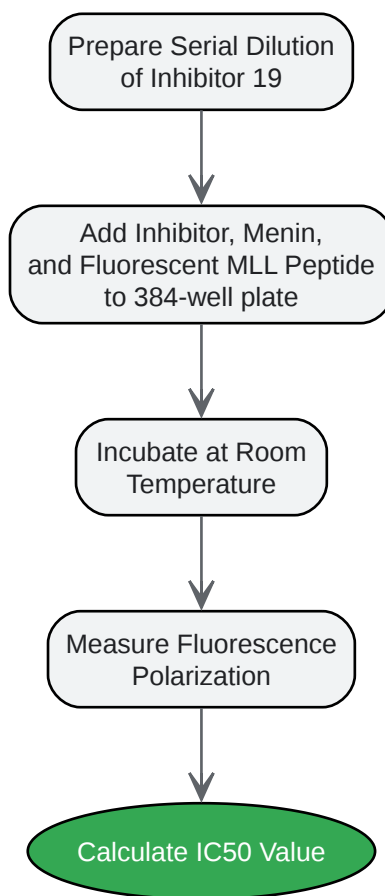 Prepare Serial Dilution
of Inhibitor 19
Add Inhibitor, Menin,
and Fluorescent MLL Peptide
to 384-well plate
Incubate at Room
Temperature
Measure Fluorescence
Polarization
Calculate IC50 Value